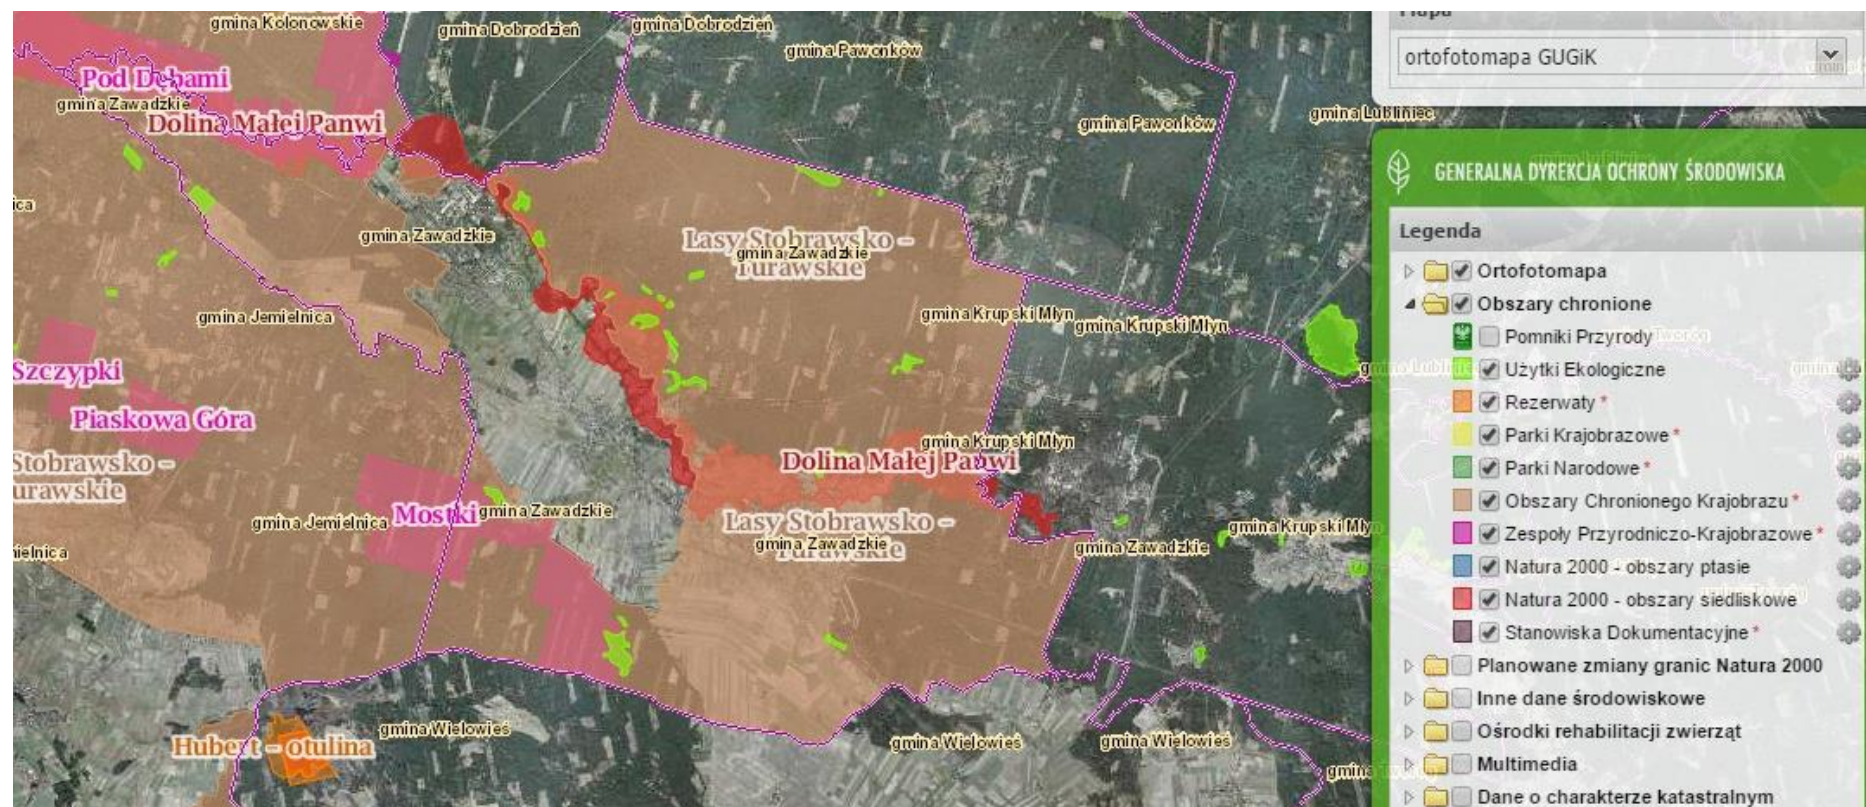 gmina Kolonowskie
gmina Dobrodzień
gmina Dobrodzień
gmina Pawonków
Pod Dębami
gmina Zawadzkie
Dolina Małej Panwi
gmina Pawonków
gmina Lubliniec
gmina Zawadzkie
Lasy Stobrawsko –
gmina Zawadzkie
Turawskie
gmina Jemielnica
gmina Krupski Młyn
gmina Krupski Młyn
Szczypki
Piaskowa Góra
gmina Krupski Młyn
Dolina Małej Panwi
Stobrawsko –
urawskie
Mostki
gmina Zawadzkie
gmina Jemielnica
Lasy Stobrawsko –
gmina Zawadzkie
Turawskie
gmina Krupski Młyn
gmina Zawadzkie
ielnica
gmina Wielowieś
Hubert – otulina
gmina Wielowieś
gmina Wielowieś
Mapa
ortofotomapa GUGiK
GENERALNA DYREKCJA OCHRONY ŚRODOWISKA
Legenda
Ortofotomapa
Obszary chronione
Pomniki Przyrody
Użytki Ekologiczne
Rezerwaty *
Parki Krajobrazowe *
Parki Narodowe *
Obszary Chronionego Krajobrazu *
Zespoły Przyrodniczo-Krajobrazowe *
Natura 2000 - obszary ptasie
Natura 2000 - obszary siedliskowe
Stanowiska Dokumentacyjne *
Planowane zmiany granic Natura 2000
Inne dane środowiskowe
Ośrodki rehabilitacji zwierząt
Multimedia
Dane o charakterze katastralnym